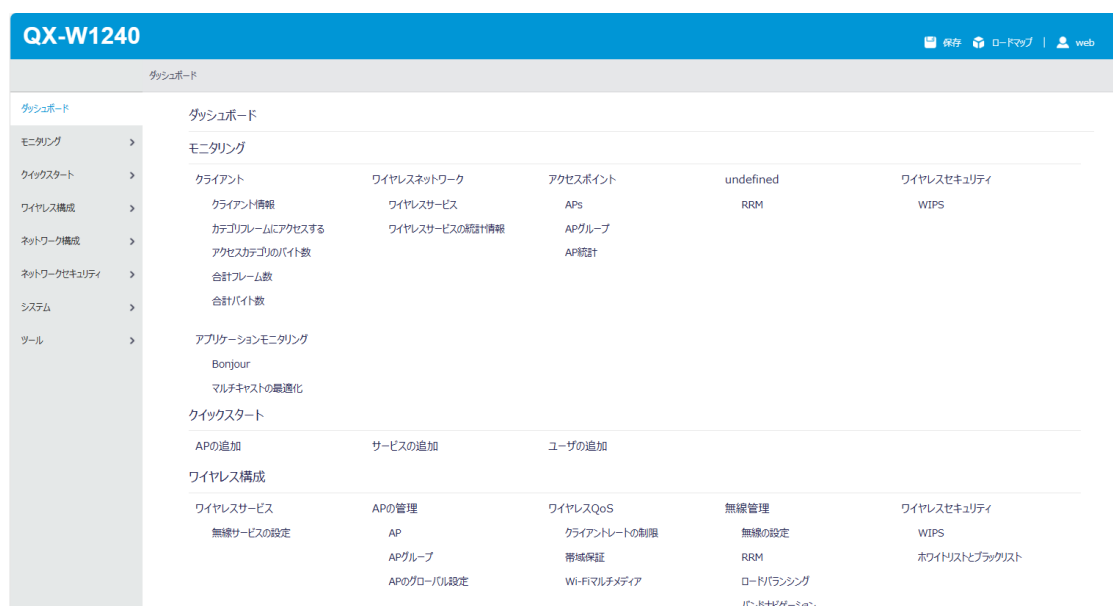 QX-W1240
保存 ロードマップ | web
ダッシュボード
ダッシュボード
モニタリング
クイックスタート
ワイヤレス構成
ネットワーク構成
ネットワークセキュリティ
システム
ツール
ダッシュボード
モニタリング
クライアント ワイヤレスネットワーク アクセスポイント undefined ワイヤレスセキュリティ
クライアント情報 ワイヤレスサービス APs RRM WIPS
カテゴリフレームにアクセスする ワイヤレスサービスの統計情報 APグループ
アクセスカテゴリのバイト数 AP統計
合計フレーム数
合計バイト数
アプリケーションモニタリング
Bonjour
マルチキャストの最適化
クイックスタート
APの追加 サービスの追加 ユーザの追加
ワイヤレス構成
ワイヤレスサービス APの管理 ワイヤレスQoS 無線管理 ワイヤレスセキュリティ
無線サービスの設定 AP クライアントレートの制限 無線の設定 WIPS
APグループ 帯域保証 RRM ホワイトリストとブラックリスト
APのグローバル設定 Wi-Fiマルチメディア ロードバランシング
バンドナビゲーション